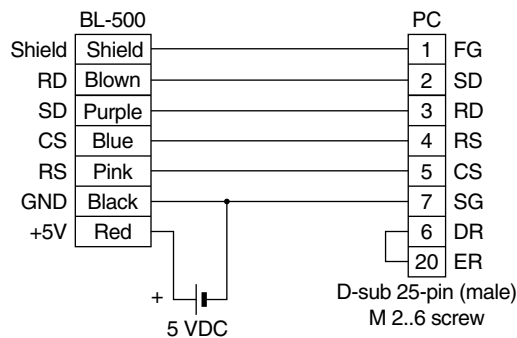 BL-500 PC
Shield Shield 1 FG
RD Blown 2 SD
SD Purple 3 RD
CS Blue 4 RS
RS Pink 5 CS
GND Black 7 SG
+5V Red 6 DR
20 ER
+
5 VDC
D-sub 25-pin (male)
M 2..6 screw